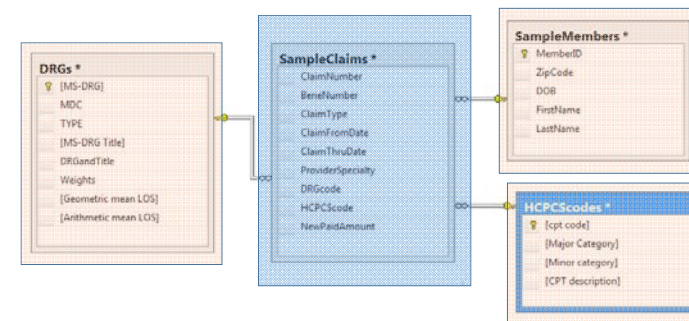 DRGs *
[MS-DRG]
MDC
TYPE
[MS-DRG Title]
DRGandTitle
Weights
[Geometric mean LOS]
[Arithmetic mean LOS]
SampleClaims *
ClaimNumber
BeneNumber
ClaimType
ClaimFromDate
ClaimThruDate
ProviderSpecialty
DRGcode
HCPCScode
NewPaidAmount
SampleMembers *
MemberID
ZipCode
DOB
FirstName
LastName
HCPCScodes *
[cpt code]
[Major Category]
[Minor category]
[CPT description]